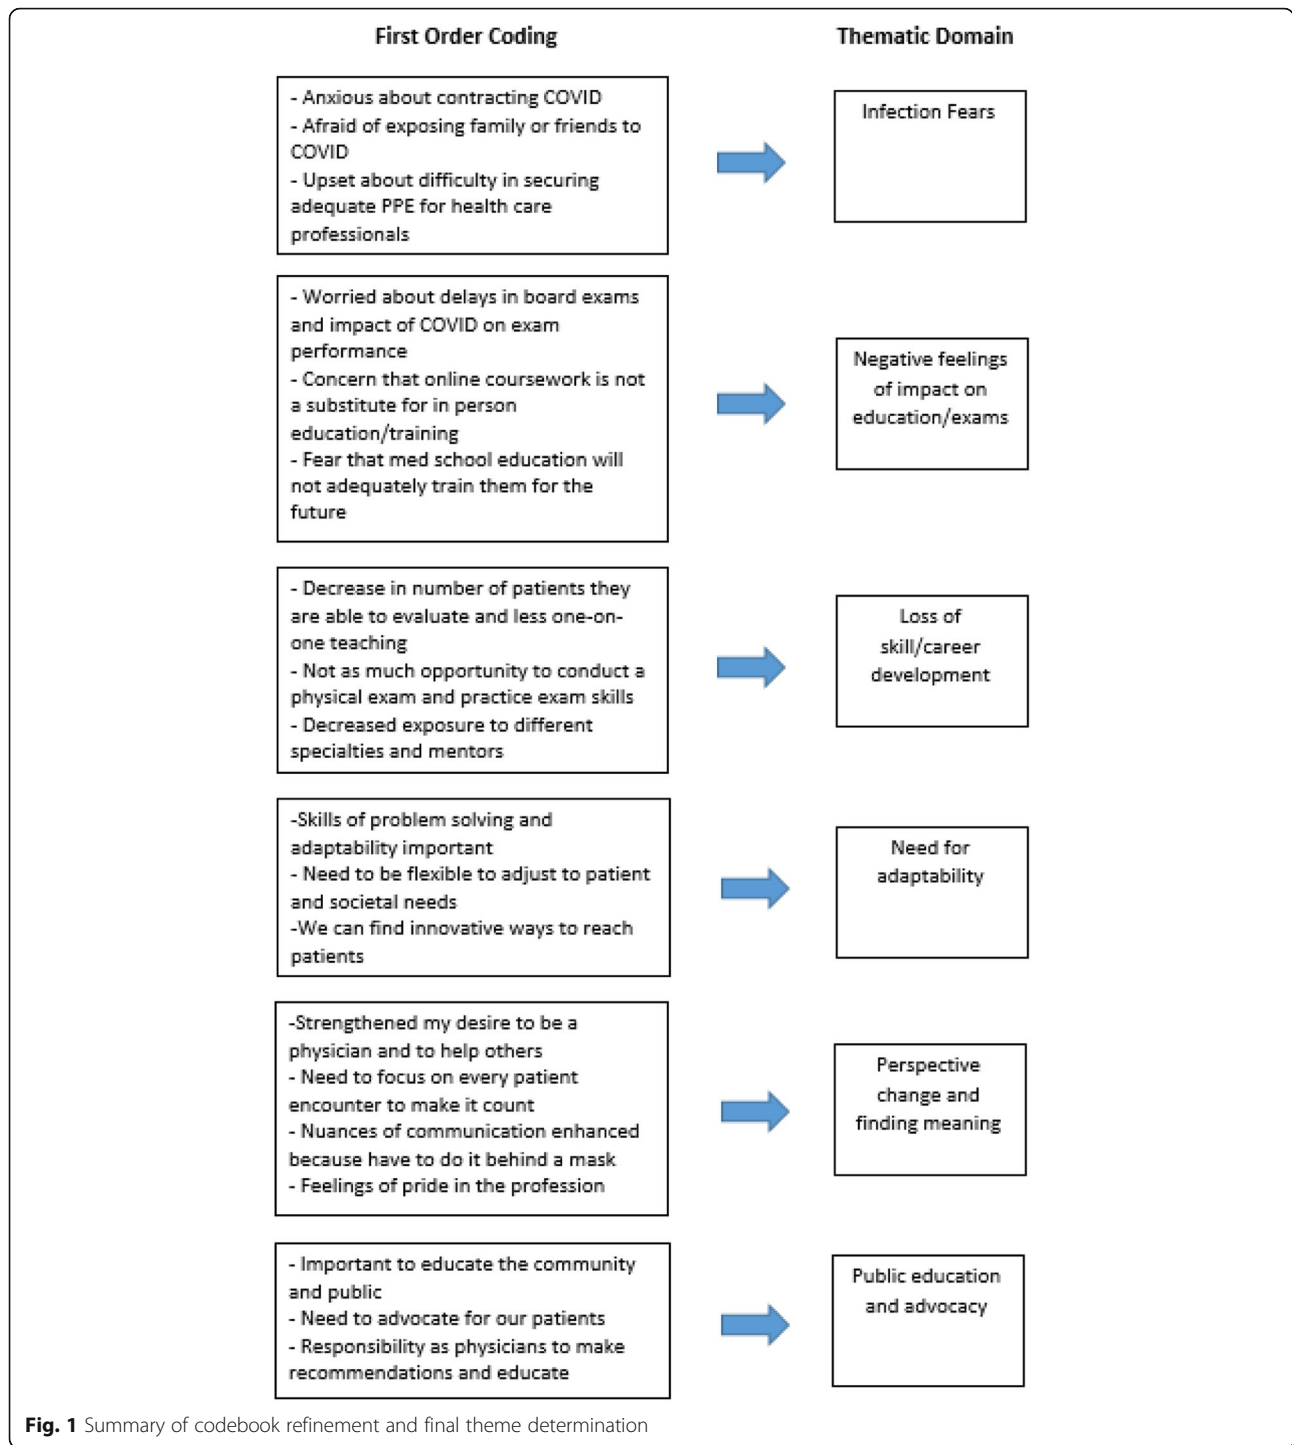 First Order Coding
Thematic Domain
- Anxious about contracting COVID
- Afraid of exposing family or friends to
COVID
- Upset about difficulty in securing
adequate PPE for health care
professionals
Infection Fears
- Worried about delays in board exams
and impact of COVID on exam
performance
- Concern that online coursework is not
a substitute for in person
education/training
- Fear that med school education will
not adequately train them for the
future
Negative feelings
of impact on
education/exams
- Decrease in number of patients they
are able to evaluate and less one-on-
one teaching
- Not as much opportunity to conduct a
physical exam and practice exam skills
- Decreased exposure to different
specialties and mentors
Loss of
skill/career
development
-Skills of problem solving and
adaptability important
- Need to be flexible to adjust to patient
and societal needs
-We can find innovative ways to reach
patients
Need for
adaptability
-Strengthened my desire to be a
physician and to help others
- Need to focus on every patient
encounter to make it count
- Nuances of communication enhanced
because have to do it behind a mask
- Feelings of pride in the profession
Perspective
change and
finding meaning
- Important to educate the community
and public
- Need to advocate for our patients
- Responsibility as physicians to make
recommendations and educate
Public education
and advocacy
Fig. 1 Summary of codebook refinement and final theme determination